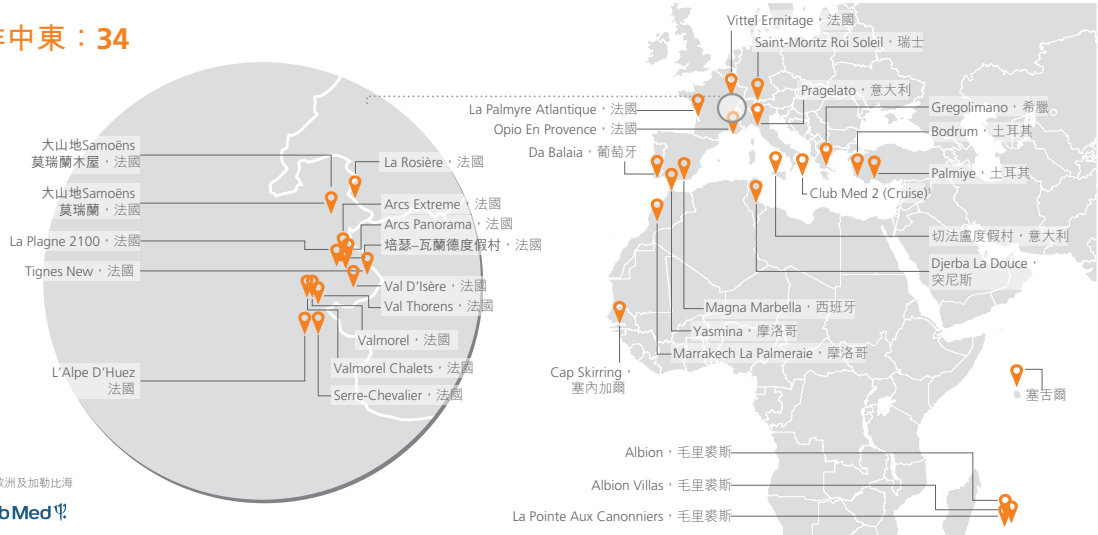 中東：34
大山地Samoëns
莫瑞蘭木屋，法國
大山地Samoëns
莫瑞蘭，法國
La Plagne 2100，法國
Tignes New，法國
L'Alpe D'Huez
法國
La Rosière，法國
Arcs Extreme，法國
Arcs Panorama，法國
培瑟–瓦蘭德度假村，法國
Val D'Isère，法國
Val Thorens，法國
Valmorel，法國
Valmorel Chalets，法國
Serre-Chevalier，法國
Vittel Ermitage，法國
Saint-Moritz Roi Soleil，瑞士
Pragelato，意大利
La Palmyre Atlantique，法國
Opio En Provence，法國
Da Balaia，葡萄牙
Gregolimano，希臘
Bodrum，土耳其
Palmiye，土耳其
Club Med 2 (Cruise)¹
切法盧度假村，意大利
Djerba La Douce，
突尼斯
Magna Marbella，西班牙
Yasmina，摩洛哥
Marrakech La Palmeraie，摩洛哥
Cap Skirring，
塞內加爾
塞舌爾
Albion，毛里裘斯
Albion Villas，毛里裘斯
La Pointe Aux Canonniers，毛里裘斯
洲及加勒比海
b Med